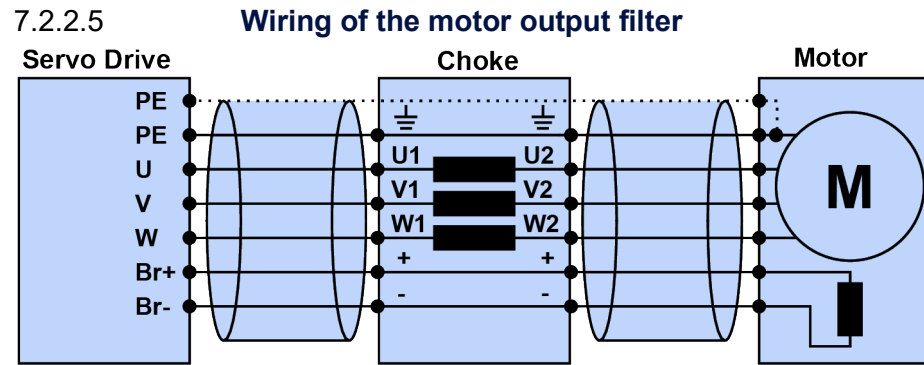 7.2.2.5 Wiring of the motor output filter
Servo Drive Choke Motor
PE
PE
U U1 U2
V V1 V2 M
W W1 W2
Br+ + +
Br- - -